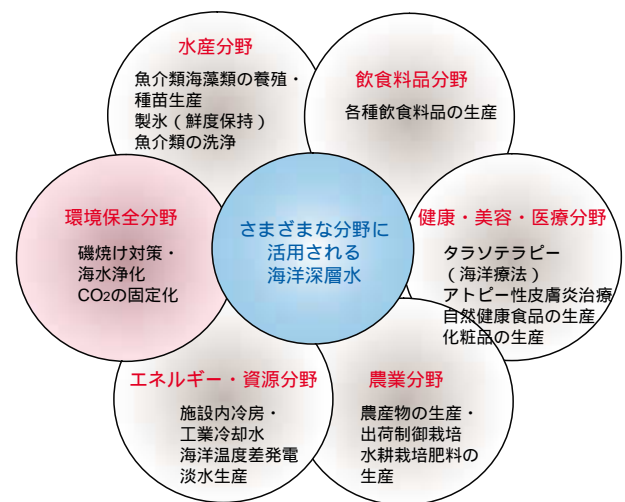 水産分野
魚介類海藻類の養殖・
種苗生産
製氷（鮮度保持）
魚介類の洗浄
飲食料品分野
各種飲食料品の生産
環境保全分野
磯焼け対策・
海水浄化
CO2の固定化
さまざまな分野に
活用される
海洋深層水
健康・美容・医療分野
タラソテラピー
（海洋療法）
アトピー性皮膚炎治療
自然健康食品の生産
化粧品の生産
エネルギー・資源分野
施設内冷房・
工業冷却水
海洋温度差発電
淡水生産
農業分野
農産物の生産・
出荷制御栽培
水耕栽培肥料の
生産